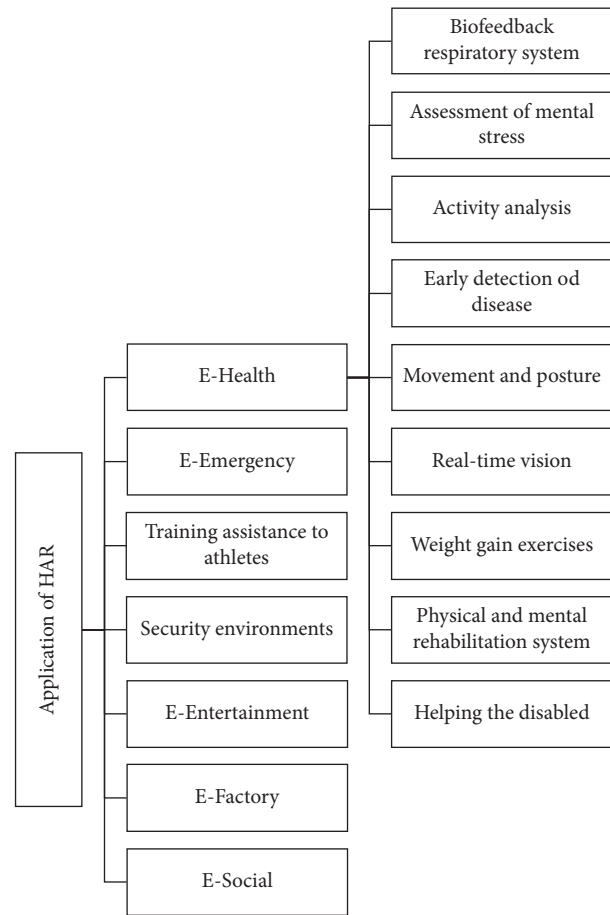 Application of HAR
E-Health
E-Emergency
Training assistance to
athletes
Security environments
E-Entertainment
E-Factory
E-Social
Biofeedback
respiratory system
Assessment of mental
stress
Activity analysis
Early detection od
disease
Movement and posture
Real-time vision
Weight gain exercises
Physical and mental
rehabilitation system
Helping the disabled